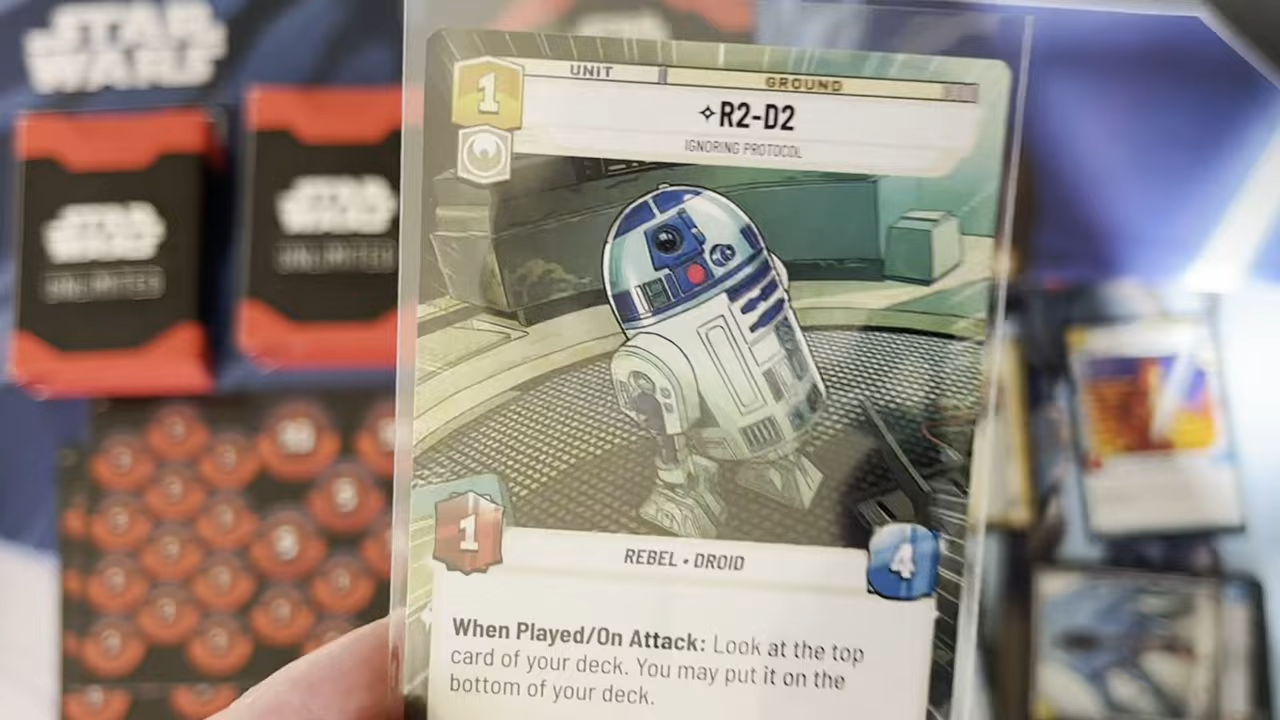 STAR
WARS
STAR
WARS
UNLIMITED
STAR
WARS
UNLIMITED
1
UNIT
GROUND
✧R2-D2
IGNORING PROTOCOL
1
REBEL • DROID
4
When Played/On Attack: Look at the top
card of your deck. You may put it on the
bottom of your deck.